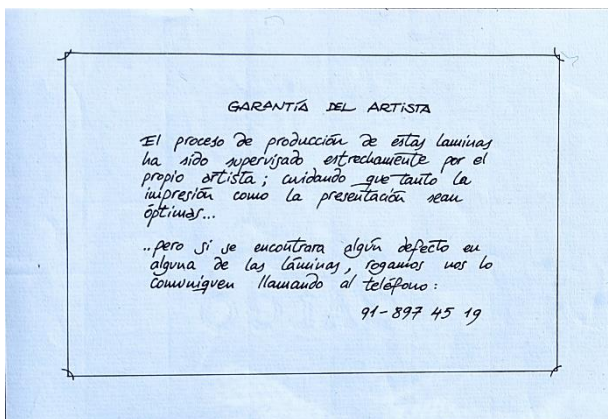 GARANTÍA DEL ARTISTA
El proceso de producción de estas laminas
ha sido supervisado estrechamente por el
propio artista; cuidando que tanto la
impresión como la presentación sean
óptimas...
..pero si se encontrara algún defecto en
alguna de las láminas, rogamos nos lo
comuniquen llamando al teléfono:
91-897 45 19